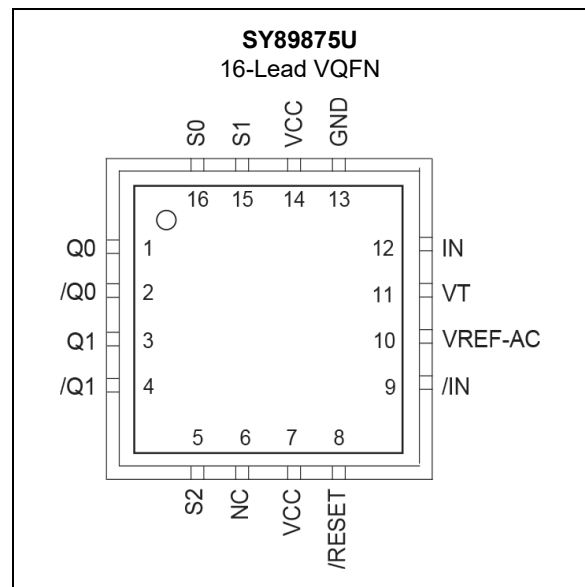 SY89875U
16-Lead VQFN
S0 S1 VCC GND
16 15 14 13
Q0 1 12 IN
/Q0 2 11 VT
Q1 3 10 VREF-AC
/Q1 4 9 /IN
5 6 7 8
S2 NC VCC /RESET